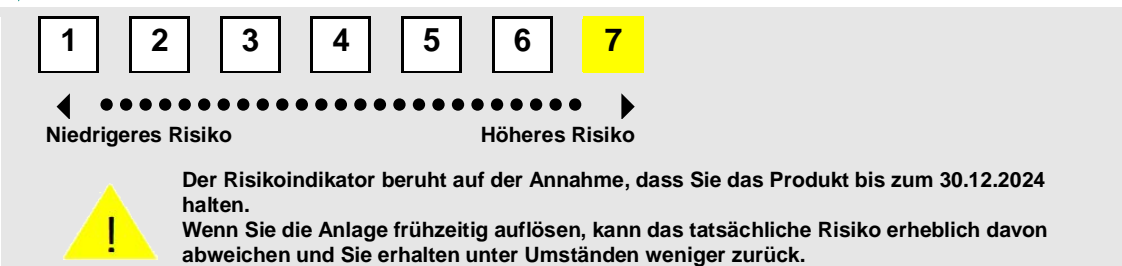 1 2 3 4 5 6 7
Niedrigeres Risiko Höheres Risiko
Der Risikoindikator beruht auf der Annahme, dass Sie das Produkt bis zum 30.12.2024
halten.
Wenn Sie die Anlage frühzeitig auflösen, kann das tatsächliche Risiko erheblich davon
abweichen und Sie erhalten unter Umständen weniger zurück.
!